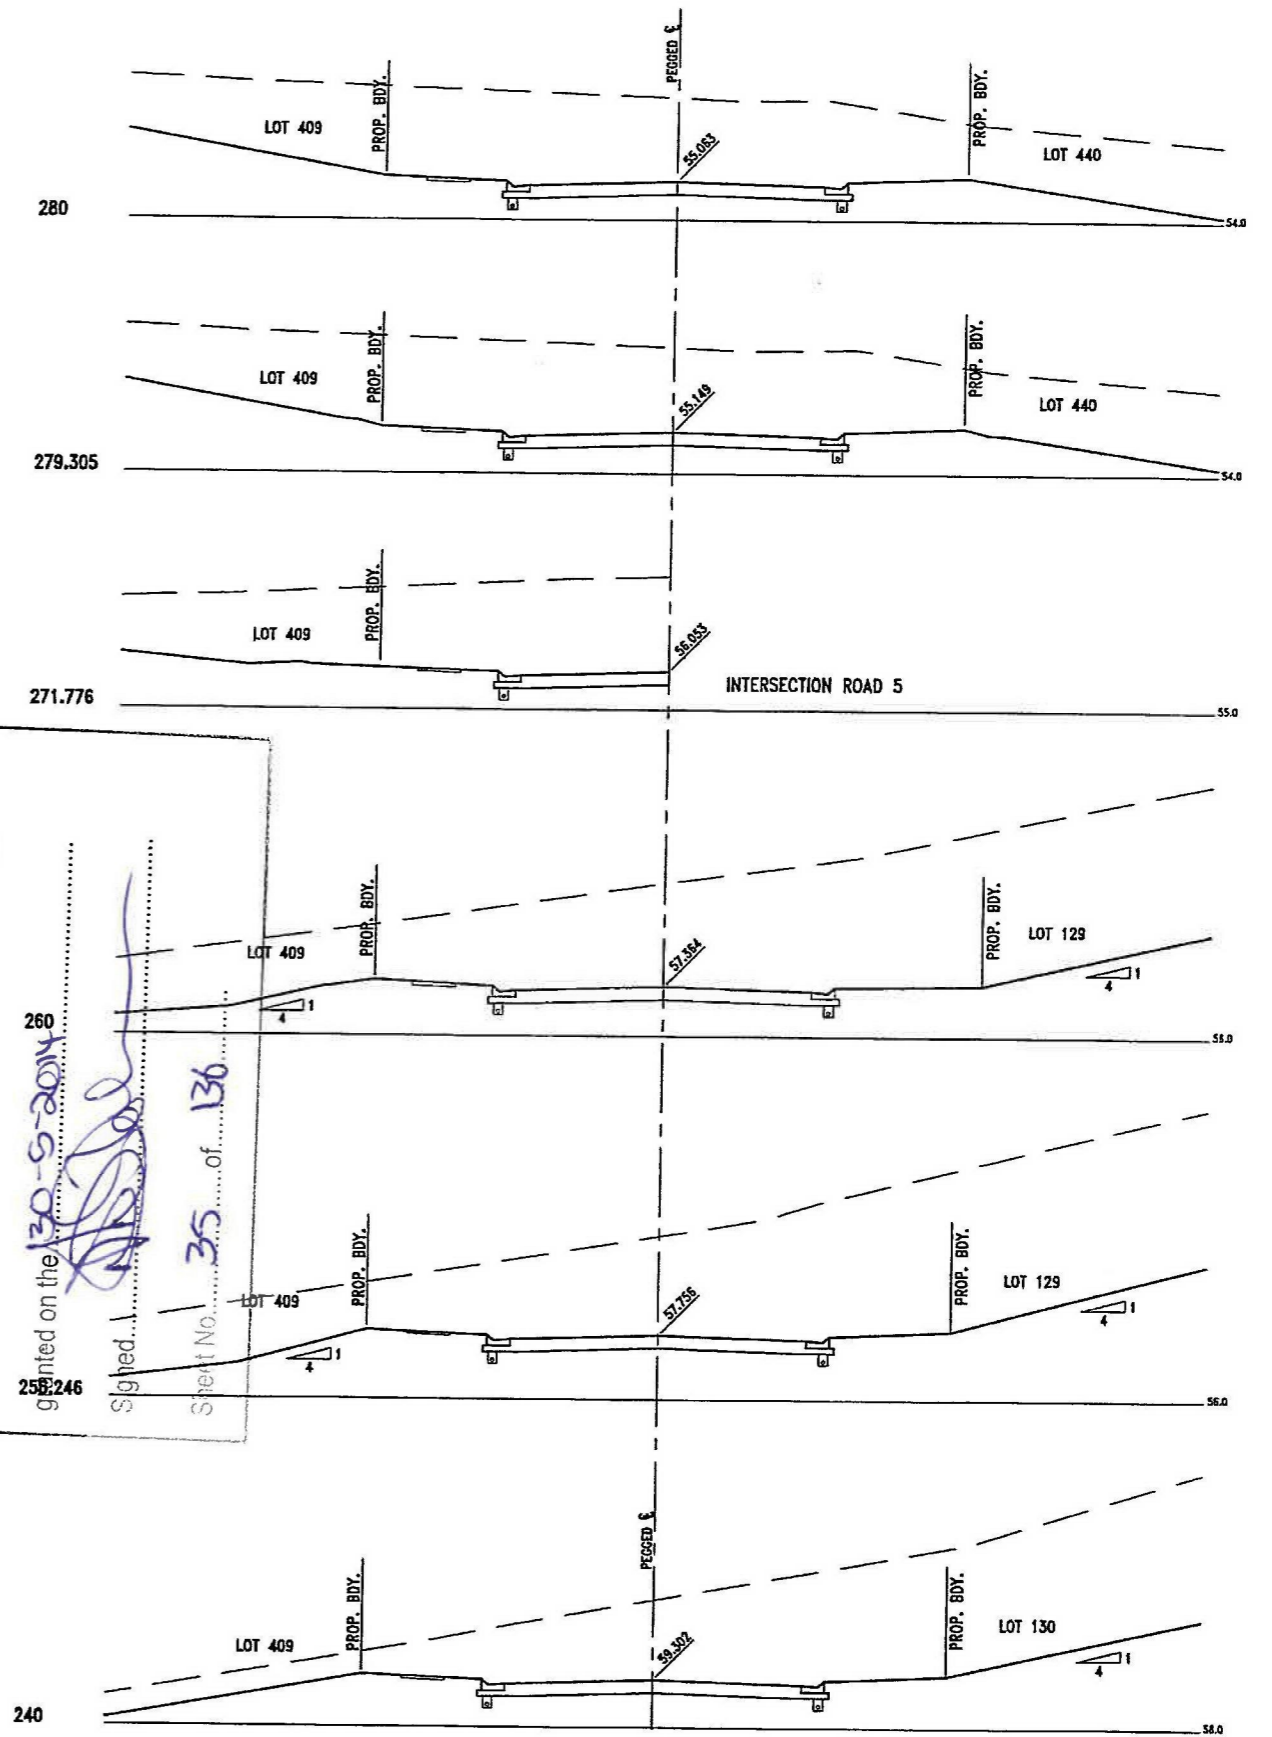 PEGGED ℄
PROP. BDY.
PROP. BDY.
LOT 409
55.063
LOT 440
280
54.0
PROP. BDY.
PROP. BDY.
LOT 409
55.149
LOT 440
279.305
54.0
PROP. BDY.
LOT 409
56.053
271.776
INTERSECTION ROAD 5
55.0
PROP. BDY.
PROP. BDY.
LOT 409
57.364
LOT 129
1
4
1
4
260
PROP. BDY.
PROP. BDY.
LOT 409
57.756
LOT 129
1
4
1
4
56.0
granted on the 30-5-2014
Signed
Sheet No. 35 of 136
PEGGED ℄
PROP. BDY.
PROP. BDY.
LOT 409
59.302
LOT 130
1
4
240
58.0